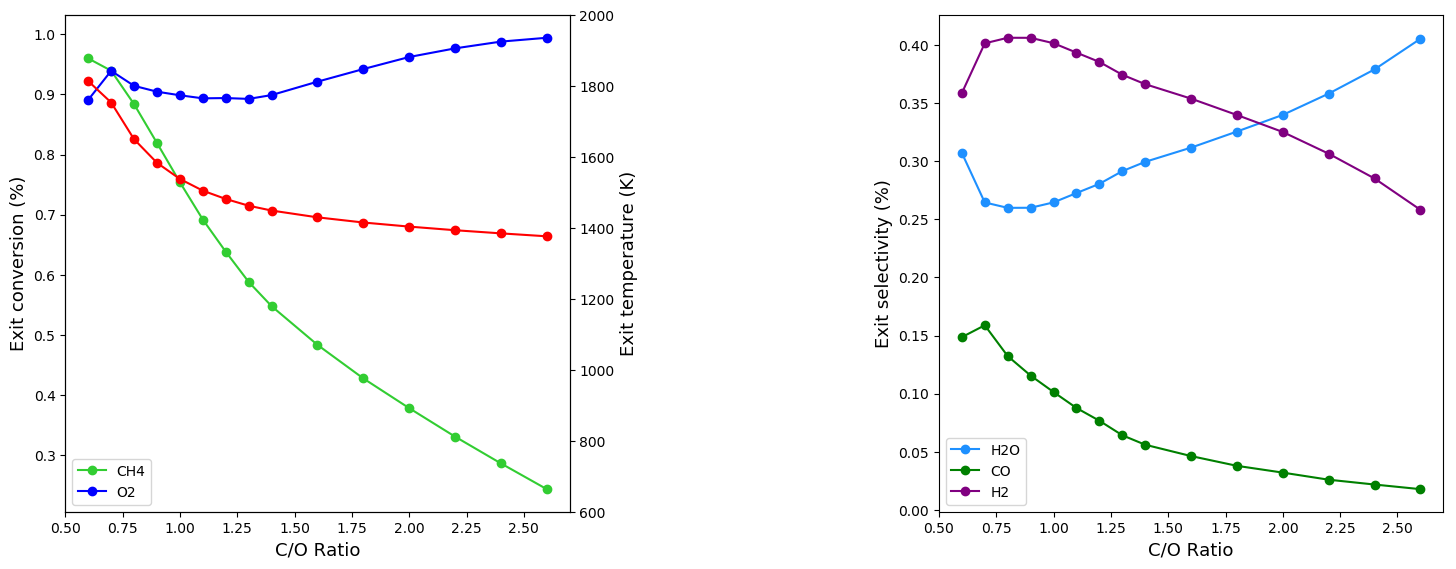 Exit conversion (%)
1.0
0.9
0.8
0.7
0.6
0.5
0.4
0.3
CH4
O2
0.50 0.75 1.00 1.25 1.50 1.75 2.00 2.25 2.50
C/O Ratio
2000
1800
1600
1400
1200
1000
800
600
Exit temperature (K)
Exit selectivity (%)
0.40
0.35
0.30
0.25
0.20
0.15
0.10
0.05
0.00
H2O
CO
H2
0.50 0.75 1.00 1.25 1.50 1.75 2.00 2.25 2.50
C/O Ratio